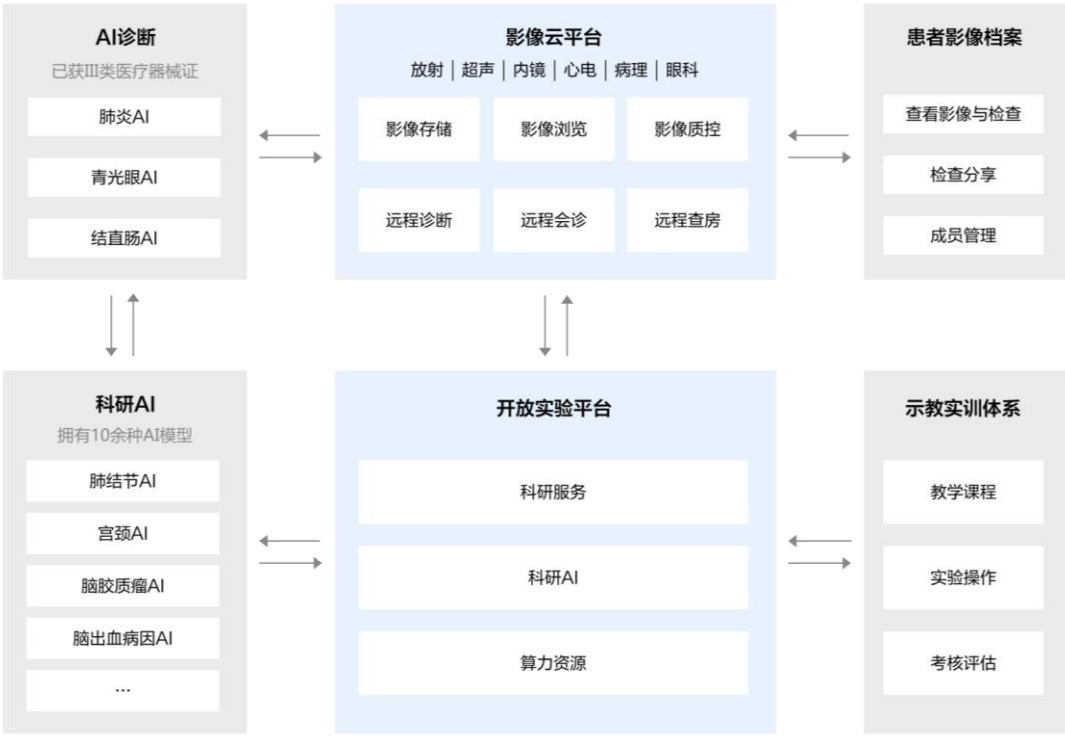 AI诊断
已获III类医疗器械证
肺炎AI
青光眼AI
结直肠AI
影像云平台
放射 | 超声 | 内镜 | 心电 | 病理 | 眼科
影像存储
影像浏览
影像质控
远程诊断
远程会诊
远程查房
患者影像档案
查看影像与检查
检查分享
成员管理
科研AI
拥有10余种AI模型
肺结节AI
宫颈AI
脑胶质瘤AI
脑出血病因AI
...
开放实验平台
科研服务
科研AI
算力资源
示教实训体系
教学课程
实验操作
考核评估